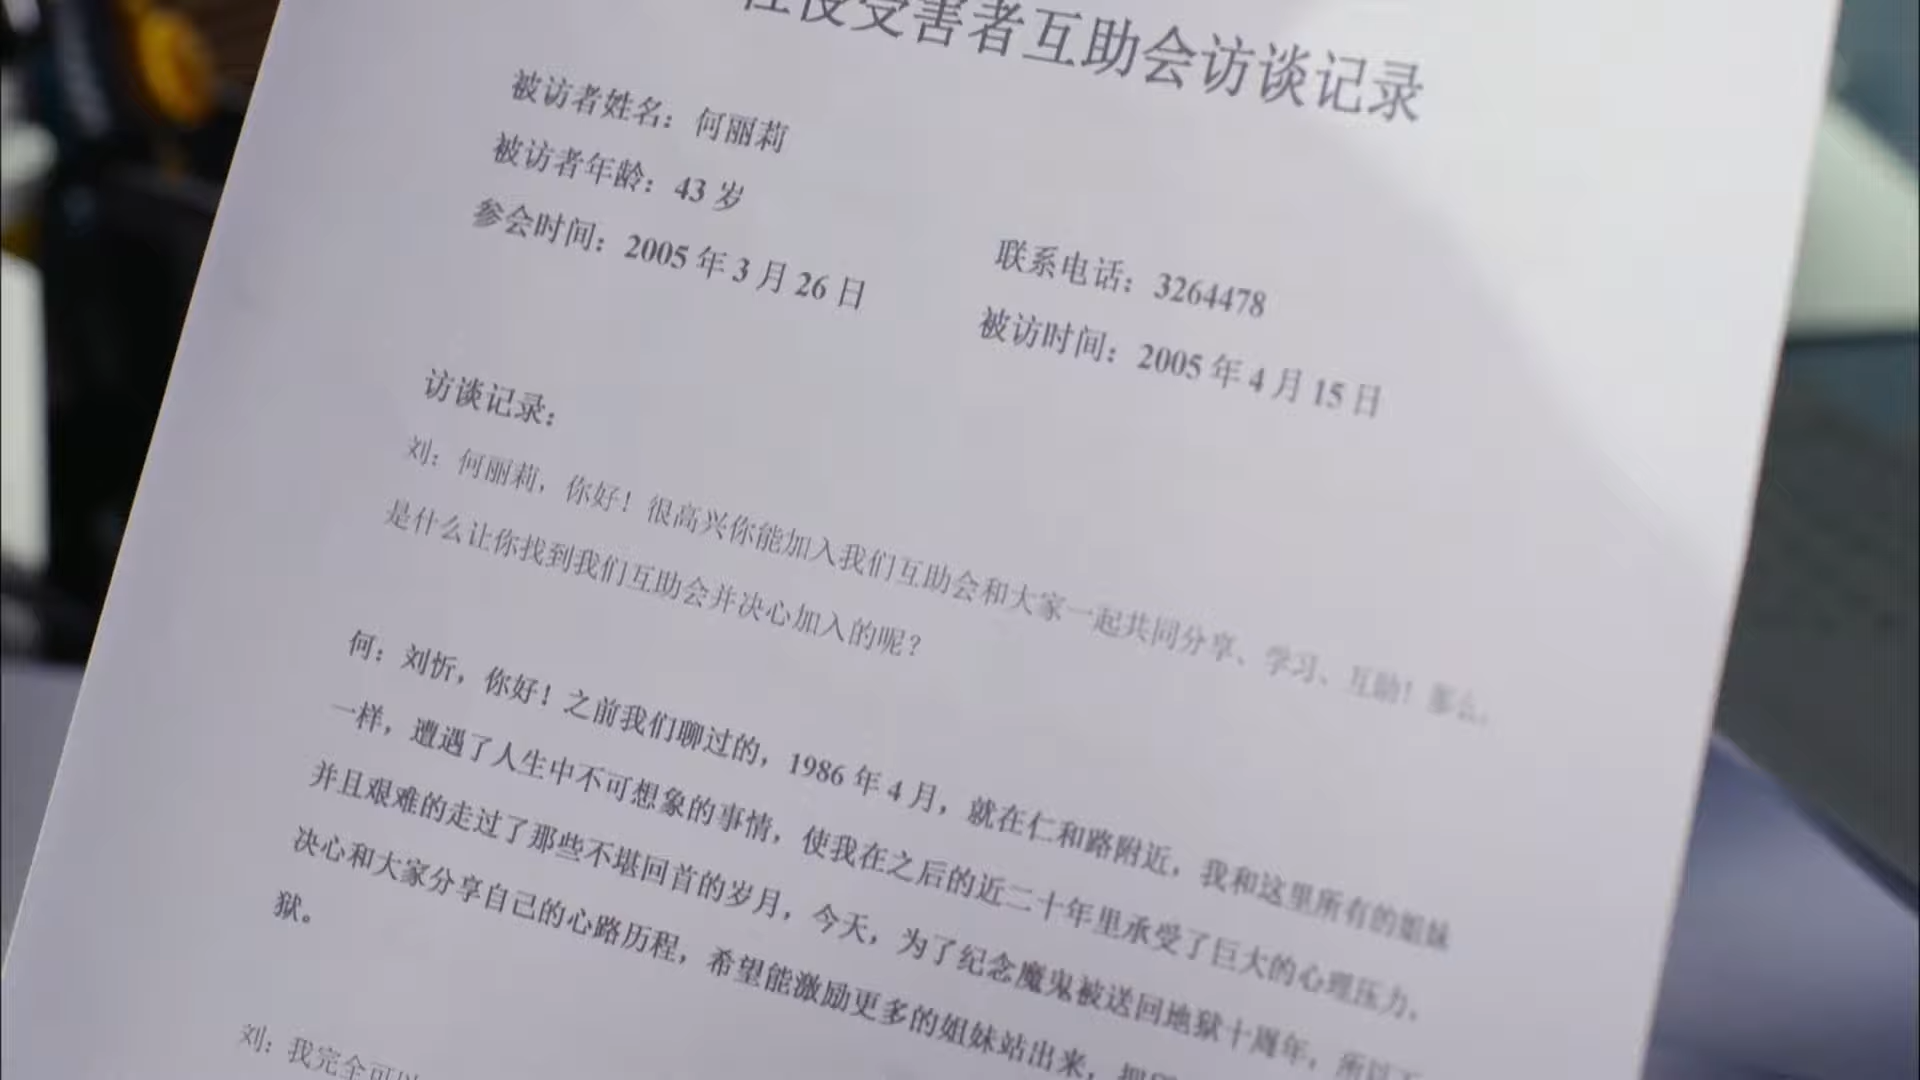 侵受害者互助会访谈记录
被访者姓名：何丽莉
被访者年龄：43 岁
联系电话：3264478
参会时间：2005 年 3 月 26 日
被访时间：2005 年 4 月 15 日
访谈记录：
刘：何丽莉，你好！很高兴你能加入我们互助会和大家一起共同分享、学习、互助！那么，
是什么让你找到我们互助会并决心加入的呢？
何：刘忻，你好！之前我们聊过的，1986 年 4 月，就在仁和路附近，我和这里所有的姐妹
一样，遭遇了人生中不可想象的事情，使我在之后的近二十年里承受了巨大的心理压力，
并且艰难的走过了那些不堪回首的岁月，今天，为了纪念魔鬼被送回地狱十周年，所以
决心和大家分享自己的心路历程，希望能激励更多的姐妹站出来，
狱。
刘：我完全可以